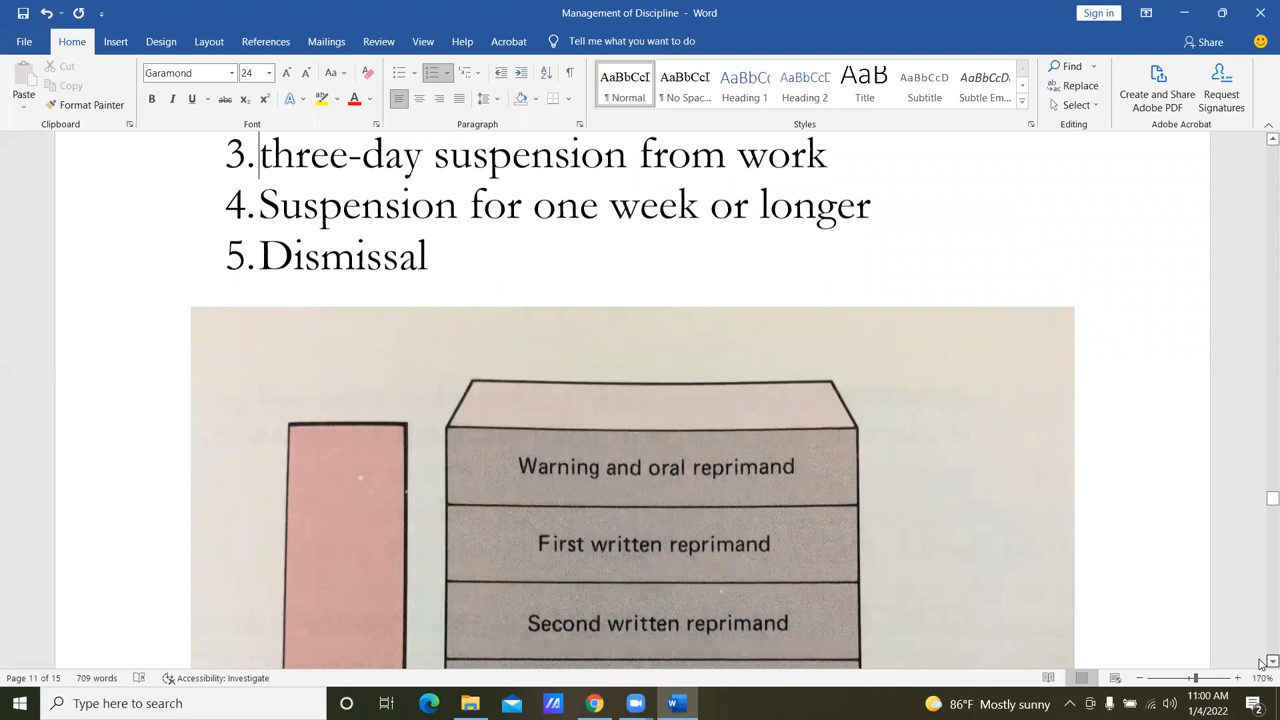 Management of Discipline - Word
Sign in
File Home Insert Design Layout References Mailings Review View Help Acrobat Tell me what you want to do Share
Paste
Cut
Copy
Format Painter
Clipboard
Garamond 24
Font
Paragraph
AaBbCcI AaBbCcI AaBbC( AaBbCcE AaB AaBbCcD AaBbCcD
¶ Normal ¶ No Spac... Heading 1 Heading 2 Title Subtitle Subtle Em...
Styles
Find
Replace
Select
Editing
Create and Share
Adobe PDF
Request
Signatures
Adobe Acrobat
3. three-day suspension from work
4. Suspension for one week or longer
5. Dismissal
Warning and oral reprimand
First written reprimand
Second written reprimand
Page 11 of 15 709 words Accessibility: Investigate 170%
Type here to search
86°F Mostly sunny
11:00 AM
1/4/2022
2